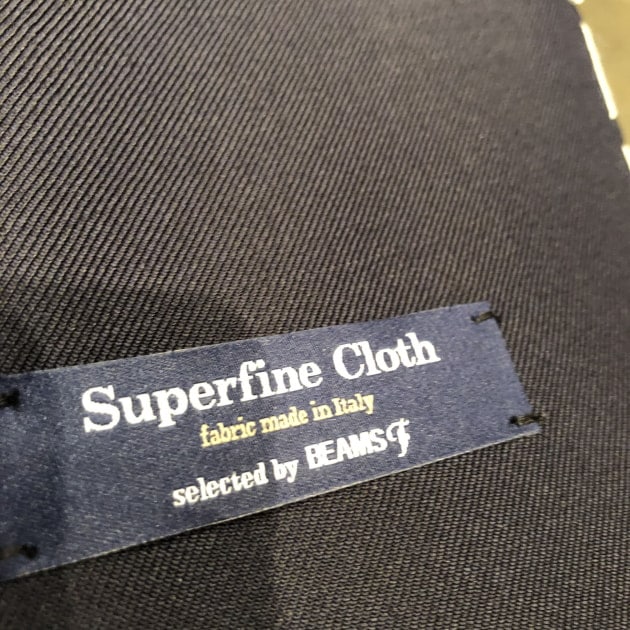 Superfine Cloth
fabric made in Italy
selected by BEAMS F